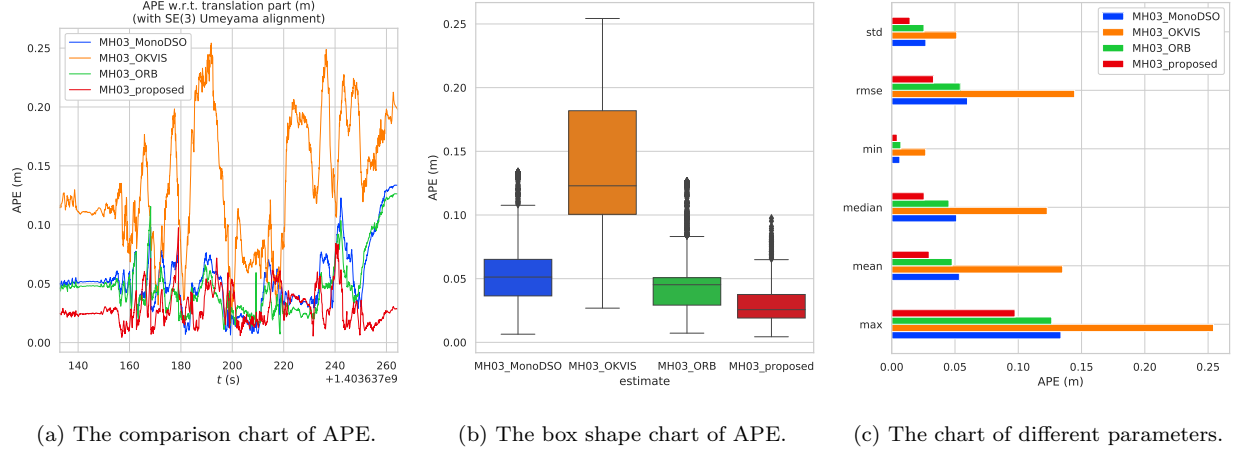 APE w.r.t. translation part (m)
(with SE(3) Umeyama alignment)
MH03_MonoDSO
MH03_OKVIS
MH03_ORB
MH03_proposed
APE (m)
0.25
0.20
0.15
0.10
0.05
0.00
140 160 180 200 220 240 260
t (s)
+1.403637e9
(a) The comparison chart of APE.
APE (m)
0.25
0.20
0.15
0.10
0.05
0.00
MH03_MonoDSO MH03_OKVIS MH03_ORB MH03_proposed
estimate
(b) The box shape chart of APE.
MH03_MonoDSO
MH03_OKVIS
MH03_ORB
MH03_proposed
std
rmse
min
median
mean
max
0.00 0.05 0.10 0.15 0.20 0.25
APE (m)
(c) The chart of different parameters.